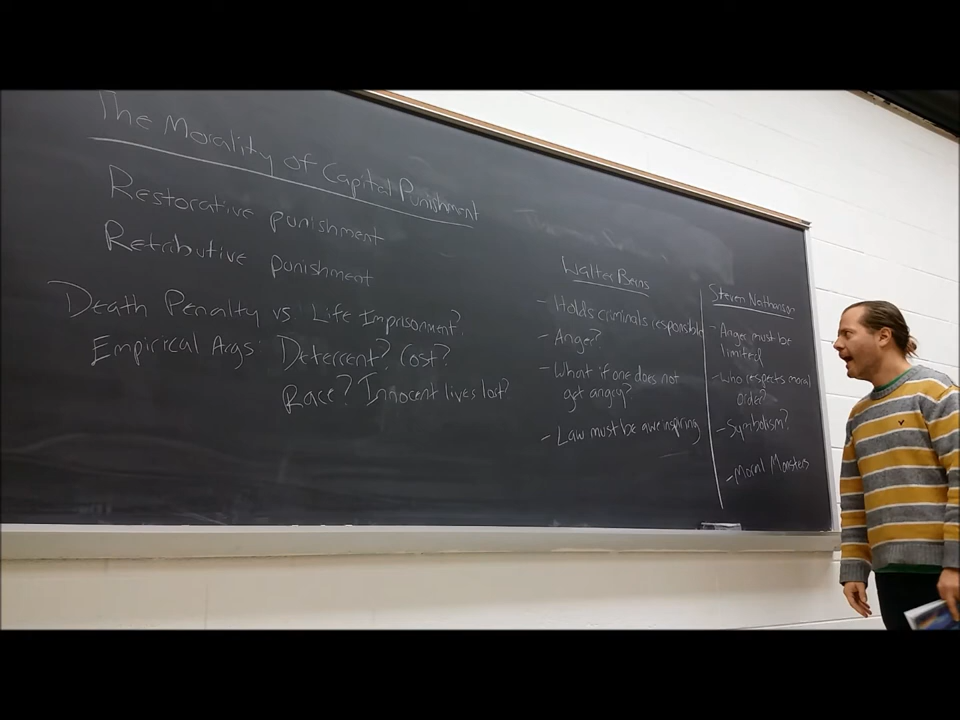 The Morality of Capital Punishment
Restorative punishment
Retributive punishment
Death Penalty vs Life Imprisonment?
Empirical Args: Deterrent? Cost?
Race? Innocent lives lost?
Walter Berns
- Holds criminals responsible
- Anger?
- What if one does not
get angry?
- Law must be awe inspiring
Steven Nathanson
- Anger must be
limited
- Who respects moral
order?
- Symbolism?
- Moral Monsters